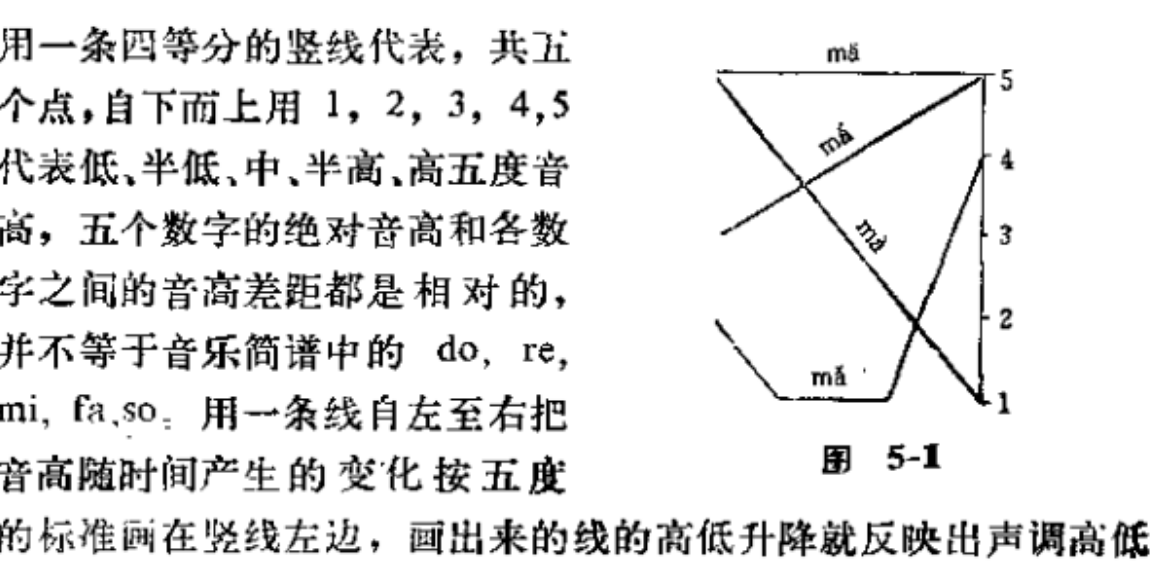 用一条四等分的竖线代表，共五
个点，自下而上用 1，2，3，4，5
代表低、半低、中、半高、高五度音
高，五个数字的绝对音高和各数
字之间的音高差距都是相对的，
并不等于音乐简谱中的 do, re,
mi, fa, so。用一条线自左至右把
音高随时间产生的变化按五度
的标准画在竖线左边，画出来的线的高低升降就反映出声调高低
mā
má
mà
mǎ
5
4
3
2
1
图 5-1